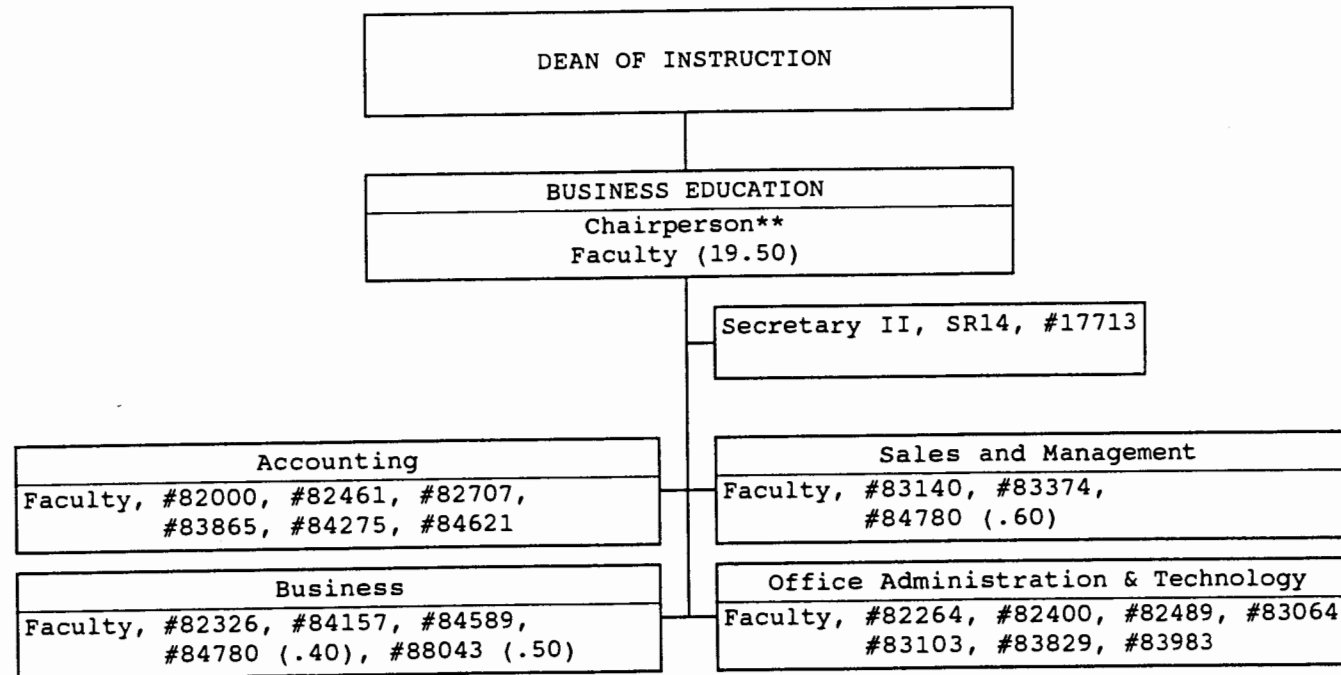 DEAN OF INSTRUCTION
BUSINESS EDUCATION
Chairperson**
Faculty (19.50)
Secretary II, SR14, #17713
Accounting
Faculty, #82000, #82461, #82707,
#83865, #84275, #84621
Sales and Management
Faculty, #83140, #83374,
#84780 (.60)
Business
Faculty, #82326, #84157, #84589,
#84780 (.40), #88043 (.50)
Office Administration & Technology
Faculty, #82264, #82400, #82489, #83064
#83103, #83829, #83983